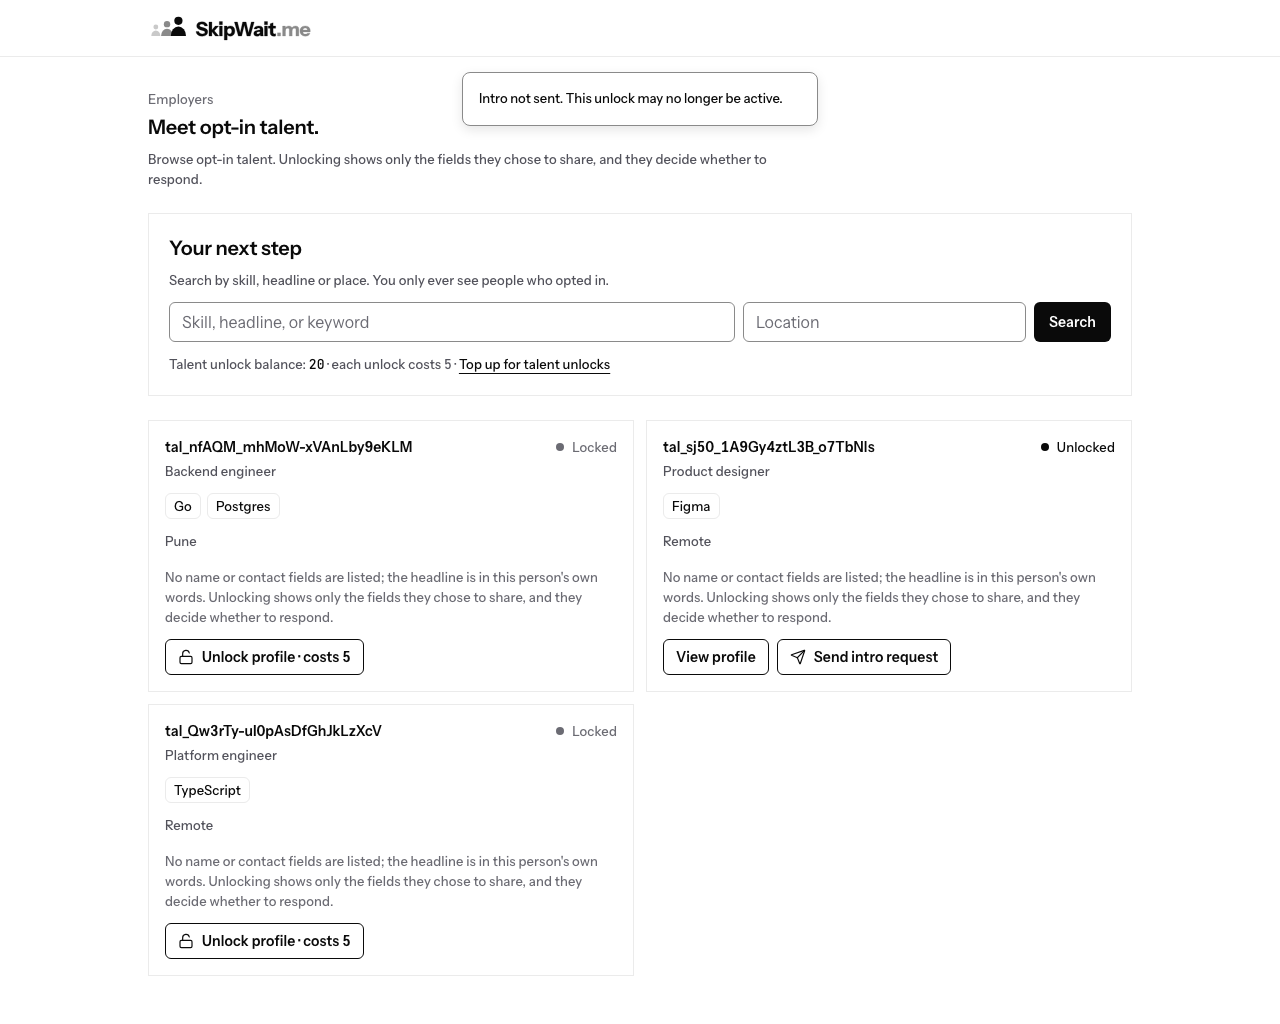 SkipWait.me
Intro not sent. This unlock may no longer be active.
Employers
Meet opt-in talent.
Browse opt-in talent. Unlocking shows only the fields they chose to share, and they decide whether to
respond.
Your next step
Search by skill, headline or place. You only ever see people who opted in.
Skill, headline, or keyword
Location
Search
Talent unlock balance: 20 · each unlock costs 5 · Top up for talent unlocks
tal_nfAQM_mhMoW-xVAnLby9eKLM
Locked
Backend engineer
Go
Postgres
Pune
No name or contact fields are listed; the headline is in this person's own
words. Unlocking shows only the fields they chose to share, and they
decide whether to respond.
Unlock profile · costs 5
tal_sj50_1A9Gy4ztL3B_o7TbNls
Unlocked
Product designer
Figma
Remote
No name or contact fields are listed; the headline is in this person's own
words. Unlocking shows only the fields they chose to share, and they
decide whether to respond.
View profile
Send intro request
tal_Qw3rTy-uI0pAsDfGhJkLzXcV
Locked
Platform engineer
TypeScript
Remote
No name or contact fields are listed; the headline is in this person's own
words. Unlocking shows only the fields they chose to share, and they
decide whether to respond.
Unlock profile · costs 5